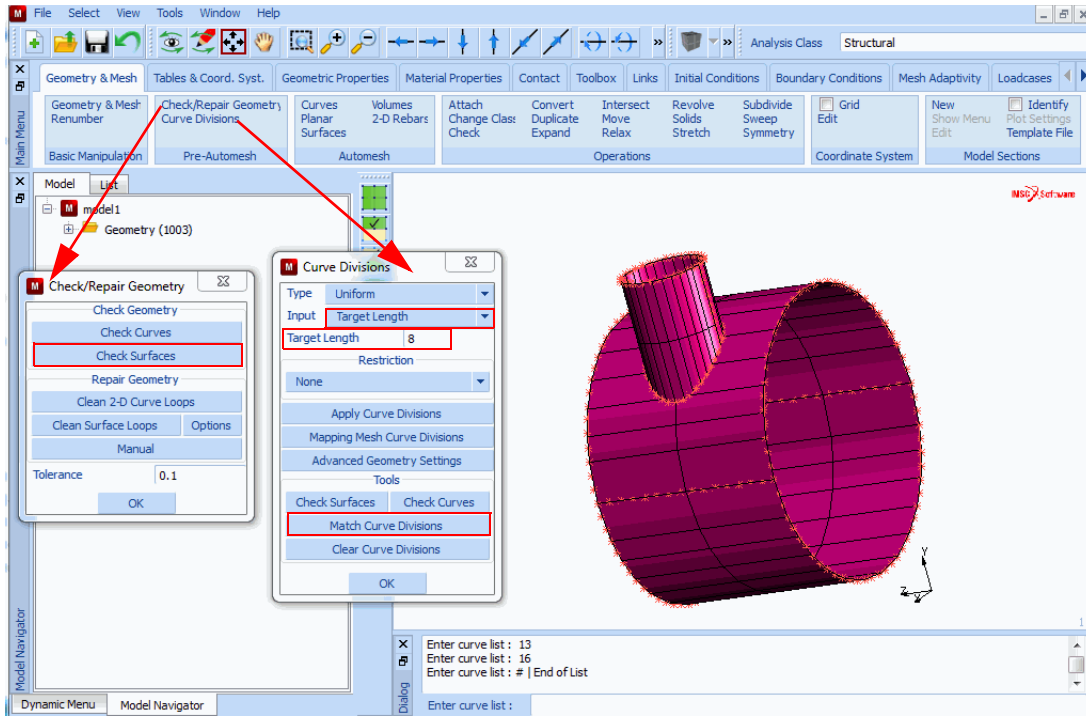 File Select View Tools Window Help
» » Analysis Class Structural
Geometry & Mesh Tables & Coord. Syst. Geometric Properties Material Properties Contact Toolbox Links Initial Conditions Boundary Conditions Mesh Adaptivity Loadcases
Geometry & Mesh Check/Repair Geometry Curves Volumes Attach Convert Intersect Revolve Subdivide Grid New Identify
Renumber Curve Divisions Planar 2-D Rebars Change Class Duplicate Move Solids Sweep Edit Show Menu Plot Settings
Surfaces Check Expand Relax Stretch Symmetry Edit Template File
Basic Manipulation Pre-Automesh Automesh Operations Coordinate System Model Sections
Main Menu
Model List
model1
Geometry (1003)
MSC Software
Check/Repair Geometry
Check Geometry
Check Curves
Check Surfaces
Repair Geometry
Clean 2-D Curve Loops
Clean Surface Loops Options
Manual
Tolerance 0.1
OK
Curve Divisions
Type Uniform
Input Target Length
Target Length 8
Restriction
None
Apply Curve Divisions
Mapping Mesh Curve Divisions
Advanced Geometry Settings
Tools
Check Surfaces Check Curves
Match Curve Divisions
Clear Curve Divisions
OK
Y
Z
1
Model Navigator
Enter curve list : 13
Enter curve list : 16
Enter curve list : # | End of List
Dialog
Enter curve list :
Dynamic Menu Model Navigator